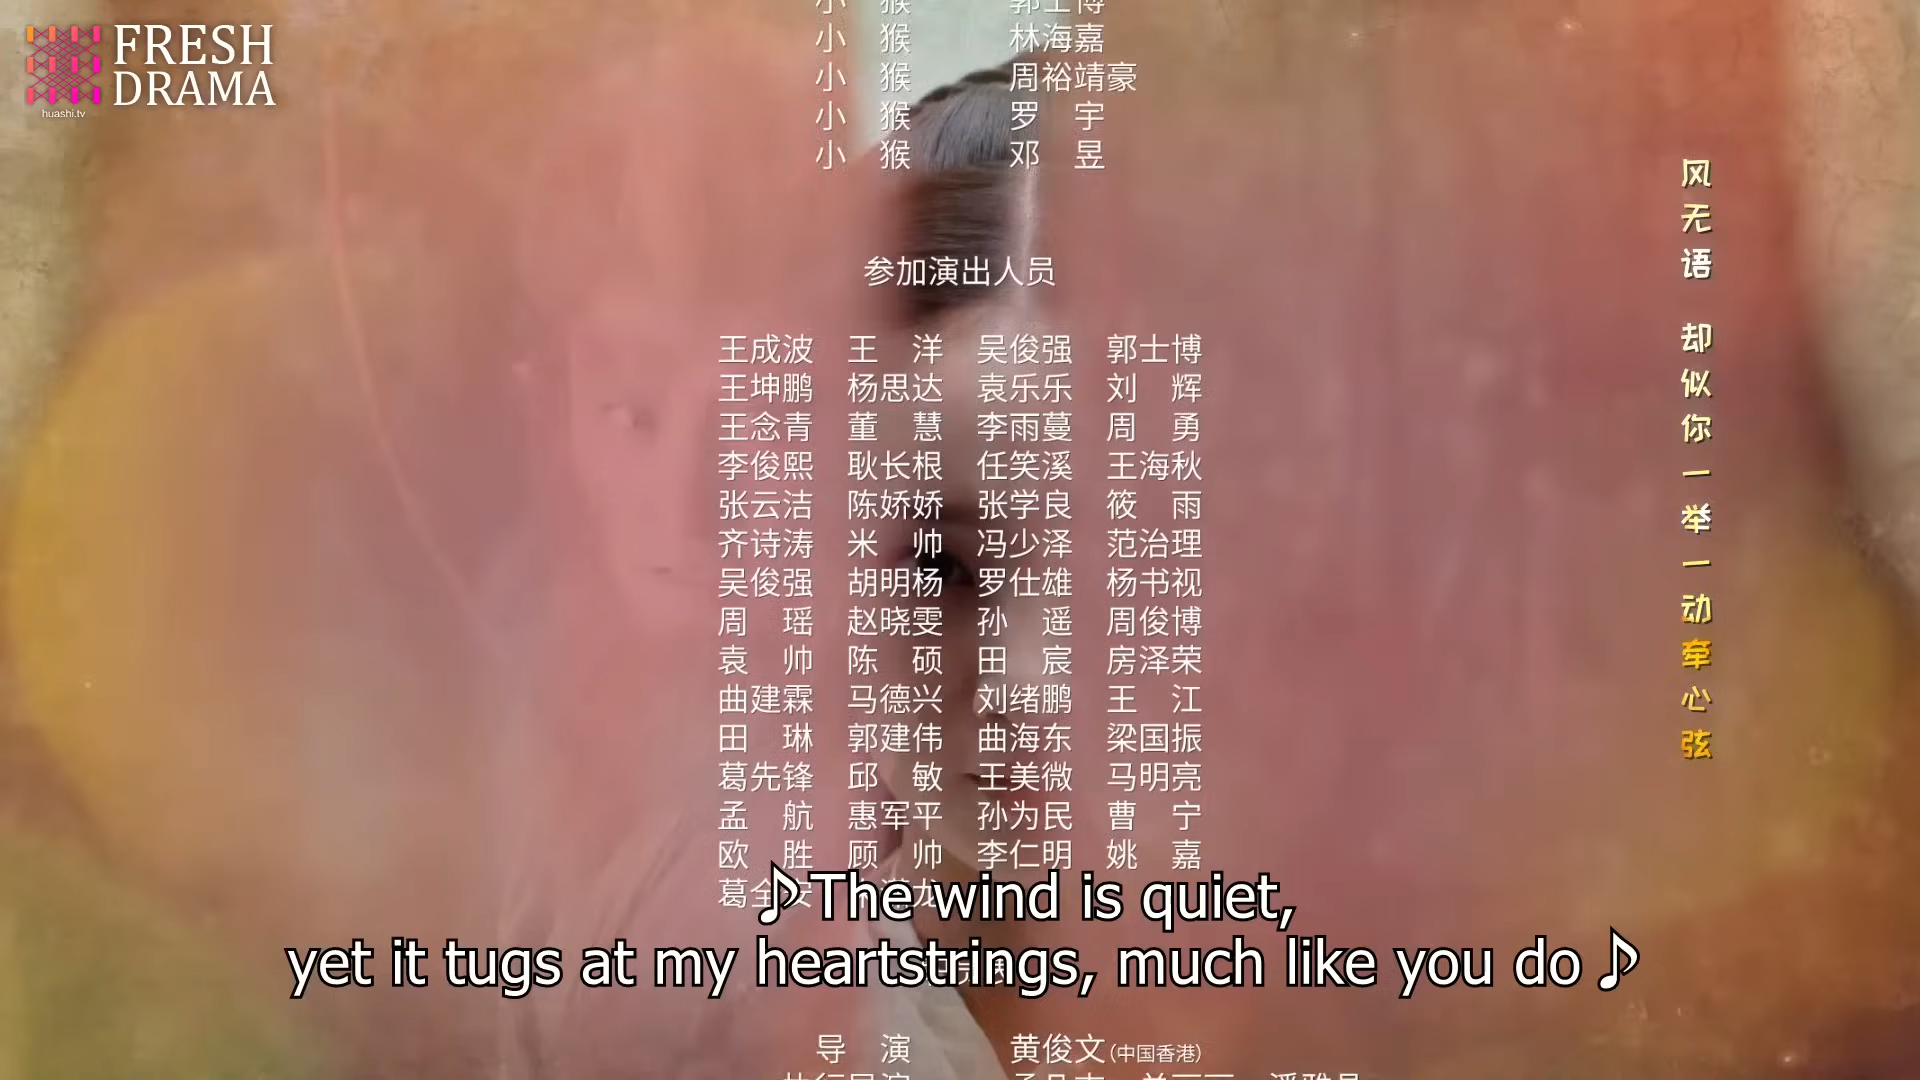 FRESH
DRAMA
huashi.tv
小 猴 郭士博
小 猴 林海嘉
小 猴 周裕靖豪
小 猴 罗 宇
小 猴 邓 昱
参加演出人员
王成波 王 洋 吴俊强 郭士博
王坤鹏 杨思达 袁乐乐 刘 辉
王念青 董 慧 李雨蔓 周 勇
李俊熙 耿长根 任笑溪 王海秋
张云洁 陈娇娇 张学良 筱 雨
齐诗涛 米 帅 冯少泽 范治理
吴俊强 胡明杨 罗仕雄 杨书视
周 瑶 赵晓雯 孙 遥 周俊博
袁 帅 陈 硕 田 宸 房泽荣
曲建霖 马德兴 刘绪鹏 王 江
田 琳 郭建伟 曲海东 梁国振
葛先锋 邱 敏 王美微 马明亮
孟 航 惠军平 孙为民 曹 宁
欧 胜 顾 帅 李仁明 姚 嘉
葛全安
♪The wind is quiet,
yet it tugs at my heartstrings, much like you do♪
导 演 黄俊文(中国香港)
风无语 却似你一举一动牵心弦